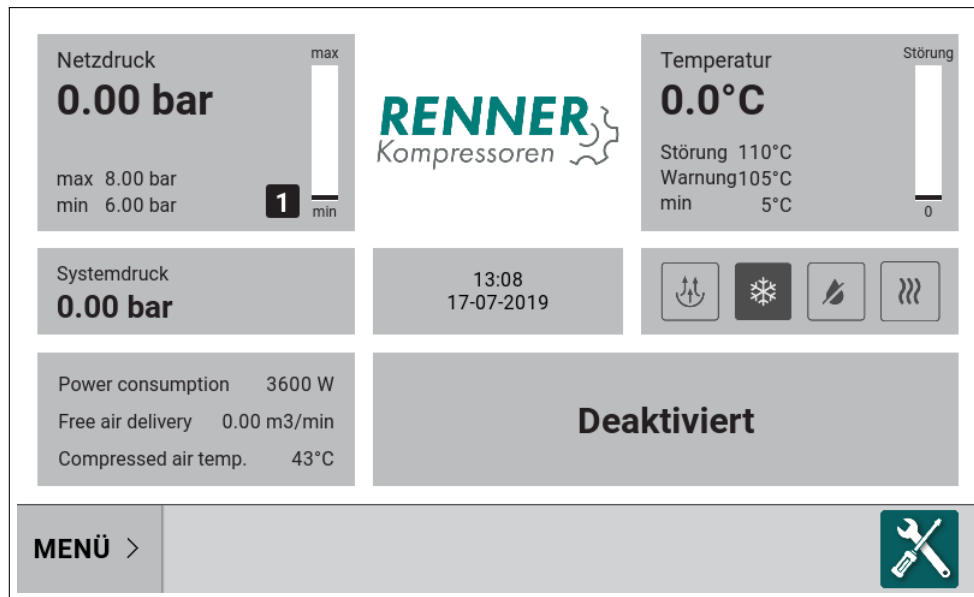 Netzdruck
max
0.00 bar
max 8.00 bar
min 6.00 bar
1
min
RENNER
Kompressoren
Temperatur
Störung
0.0°C
Störung 110°C
Warnung105°C
min 5°C
0
Systemdruck
0.00 bar
13:08
17-07-2019
Power consumption 3600 W
Free air delivery 0.00 m3/min
Compressed air temp. 43°C
Deaktiviert
MENÜ >